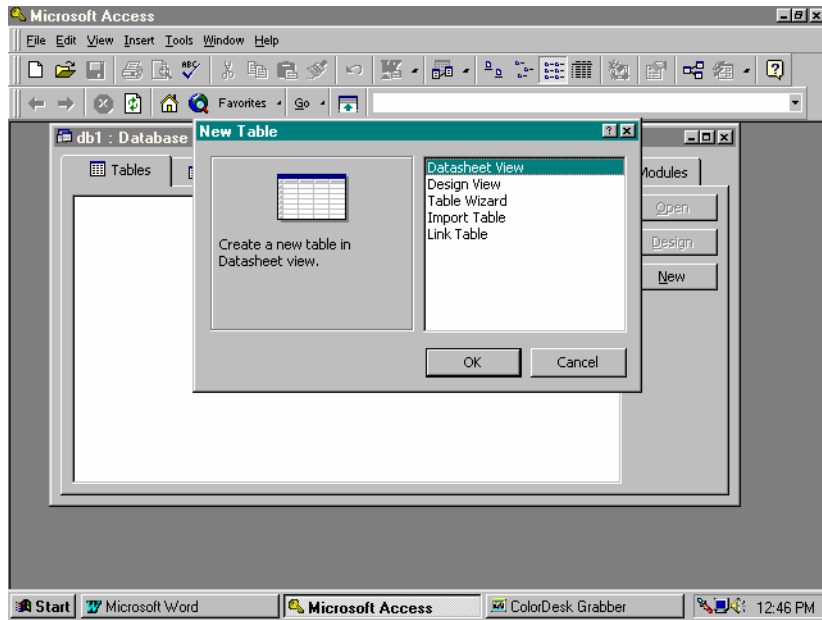 Microsoft Access
File Edit View Insert Tools Window Help
ABC
Favorites Go
db1 : Database
New Table
Tables
Modules
Datasheet View
Design View
Table Wizard
Import Table
Link Table
Create a new table in
Datasheet view.
Open
Design
New
OK Cancel
Start Microsoft Word Microsoft Access ColorDesk Grabber 12:46 PM